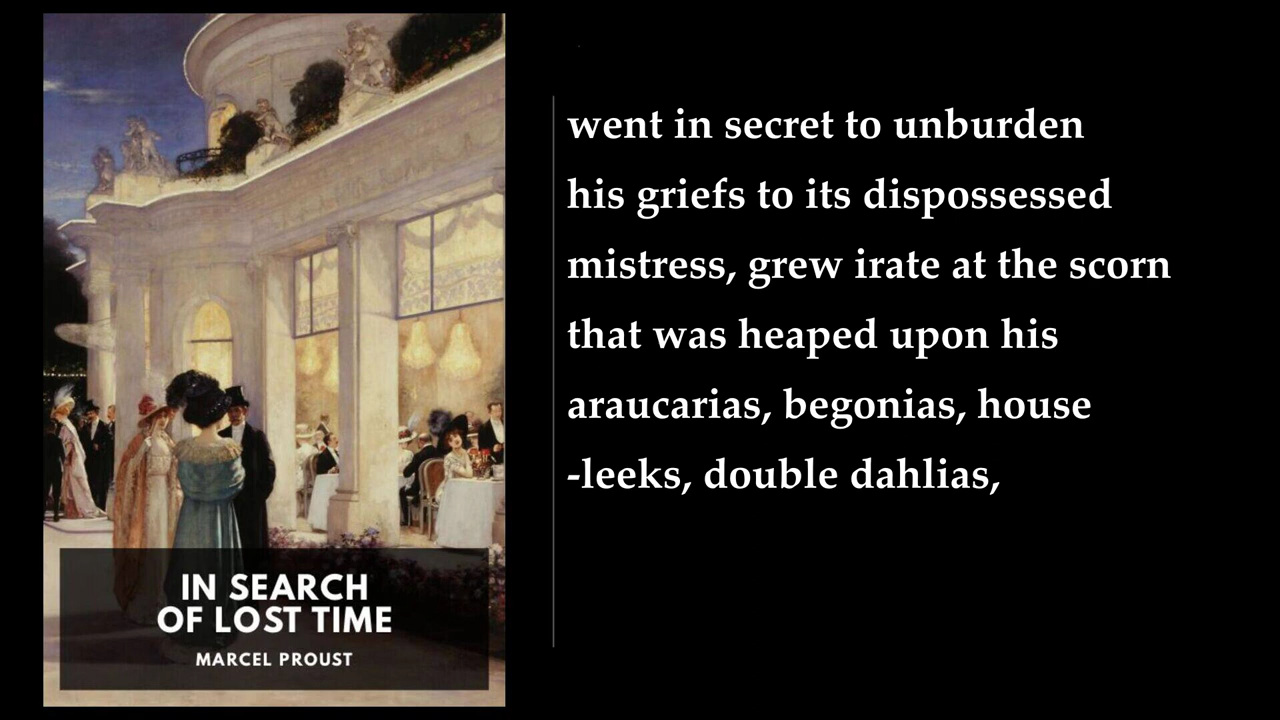 went in secret to unburden
his griefs to its dispossessed
mistress, grew irate at the scorn
that was heaped upon his
araucarias, begonias, house
-leeks, double dahlias,
IN SEARCH
OF LOST TIME
MARCEL PROUST